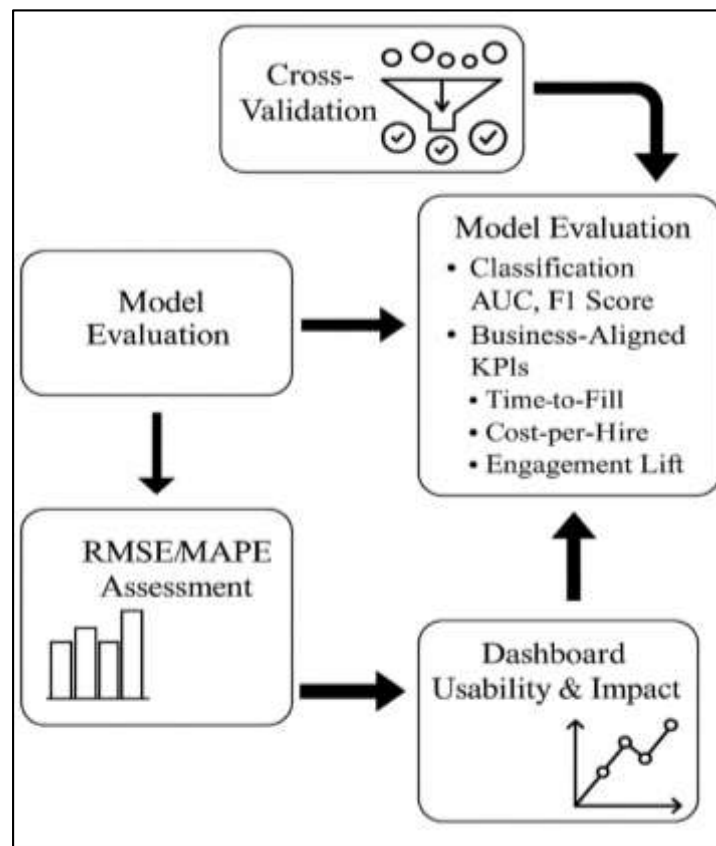 Cross-
Validation
Model Evaluation
• Classification
AUC, F1 Score
• Business-Aligned
KPIs
• Time-to-Fill
• Cost-per-Hire
• Engagement Lift
Model
Evaluation
RMSE/MAPE
Assessment
Dashboard
Usability & Impact